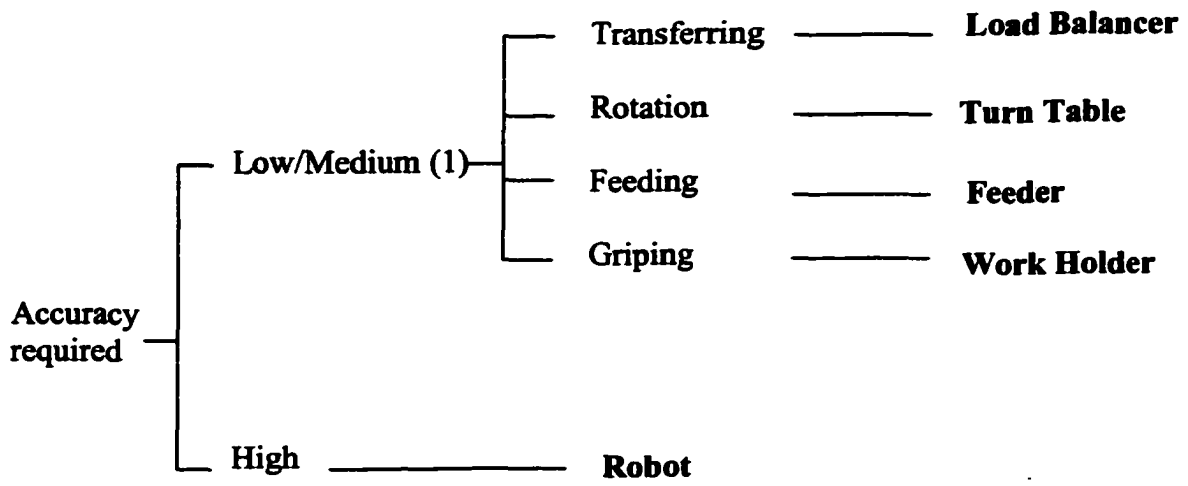 Transferring Load Balancer
Rotation Turn Table
Low/Medium (1)
Feeding Feeder
Griping Work Holder
Accuracy
required
High Robot